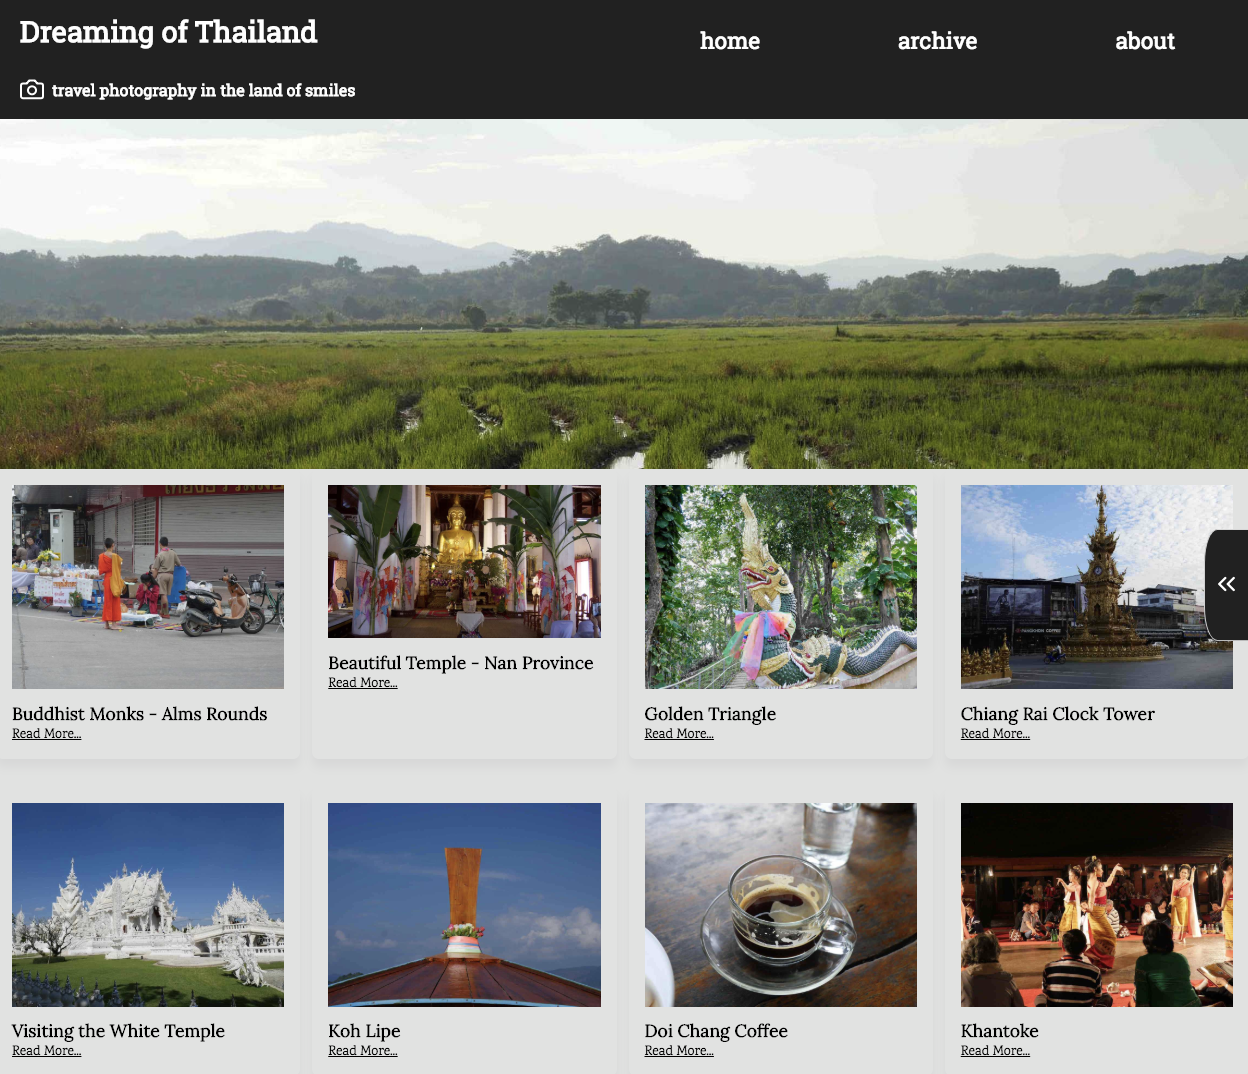 Dreaming of Thailand
home
archive
about
travel photography in the land of smiles
Buddhist Monks - Alms Rounds
Read More...
Beautiful Temple - Nan Province
Read More...
Golden Triangle
Read More...
Chiang Rai Clock Tower
Read More...
Visiting the White Temple
Read More...
Koh Lipe
Read More...
Doi Chang Coffee
Read More...
Khantoke
Read More...